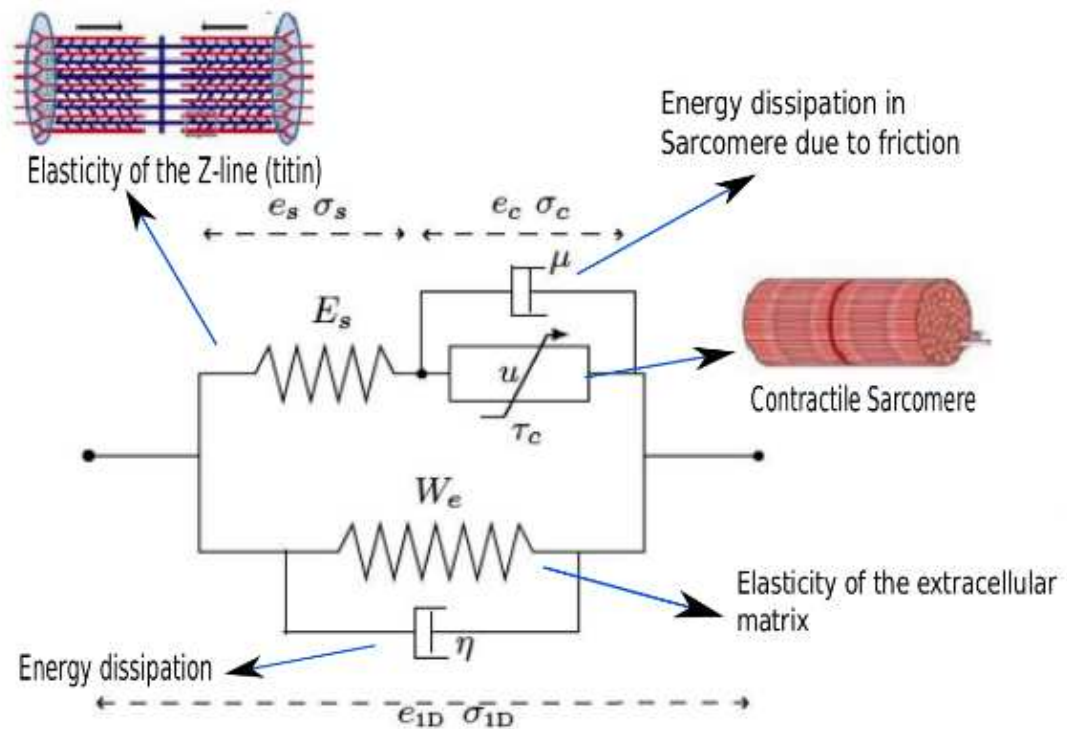 Elasticity of the Z-line (titin)
Energy dissipation in
Sarcomere due to friction
e_s σ_s
e_c σ_c
μ
E_s
u
τ_c
Contractile Sarcomere
W_e
Elasticity of the extracellular
matrix
η
Energy dissipation
e_1D σ_1D